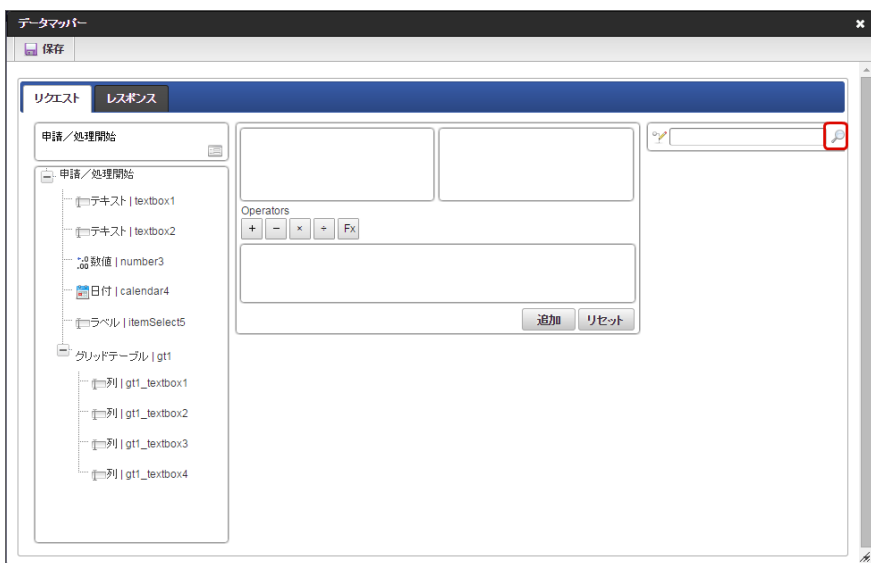 データマッパー
保存
リクエスト レスポンス
申請／処理開始
申請／処理開始
テキスト | textbox1
テキスト | textbox2
数値 | number3
日付 | calendar4
ラベル | itemSelect5
グリッドテーブル | gt1
列 | gt1_textbox1
列 | gt1_textbox2
列 | gt1_textbox3
列 | gt1_textbox4
Operators
+ − × ÷ Fx
追加 リセット